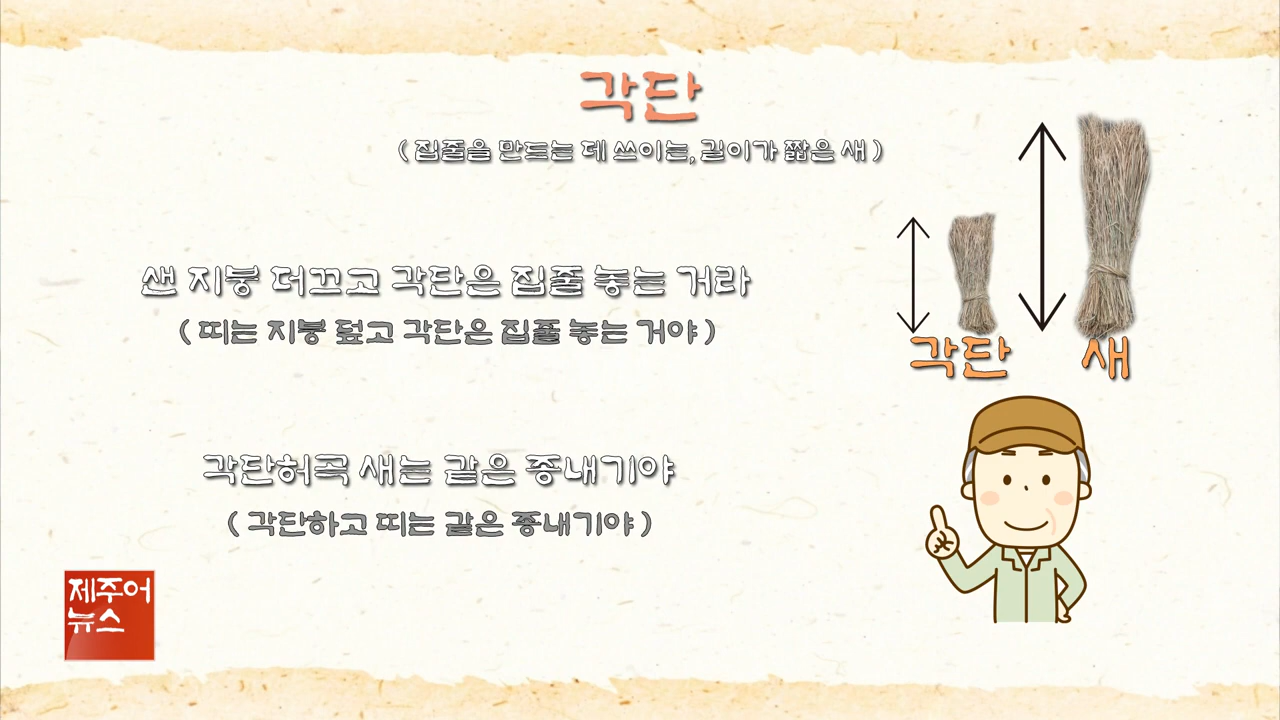 각단
( 집줄을 만드는 데 쓰이는, 길이가 짧은 새 )
샌 지붕 더끄고 각단은 집줄 놓는 거라
( 띠는 지붕 덮고 각단은 집줄 놓는 거야 )
각단 새
각단허곡 새는 같은 종내기야
( 각단하고 띠는 같은 종내기야 )
제주어
뉴스